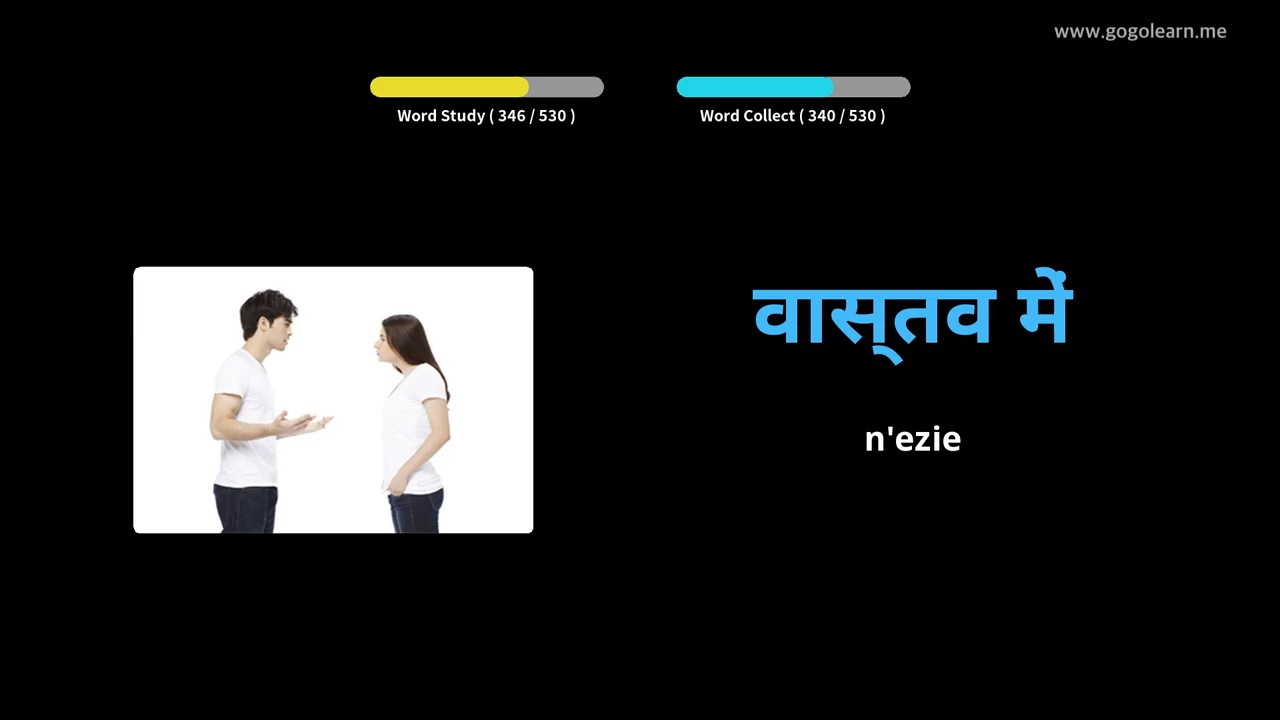 www.gogolearn.me
Word Study ( 346 / 530 )
Word Collect ( 340 / 530 )
वास्तव में
n'ezie